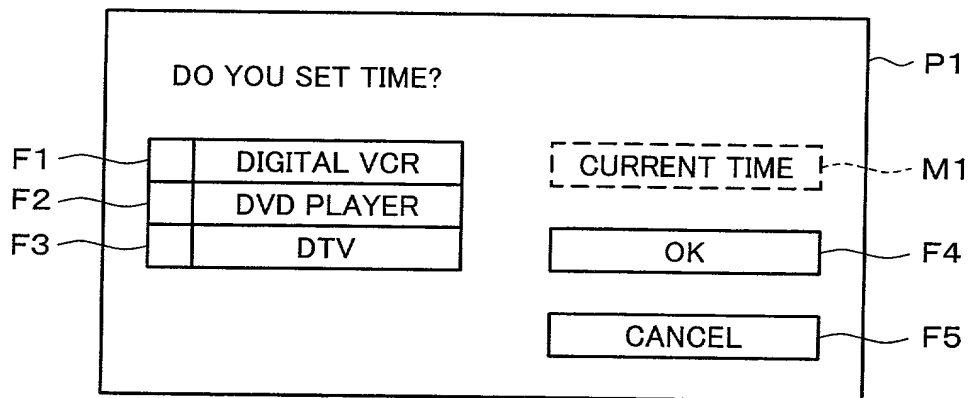 DO YOU SET TIME?
P1
F1 DIGITAL VCR CURRENT TIME M1
F2 DVD PLAYER
F3 DTV OK F4
CANCEL F5